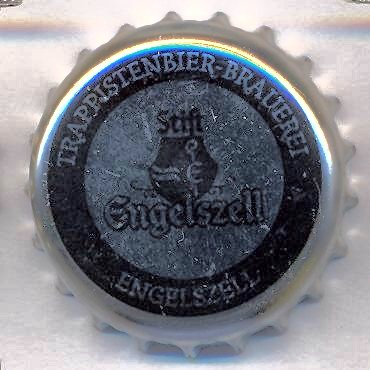 TRAPPISTENBIER-BRAUEREI
Stift
Engelszell
ENGELSZELL